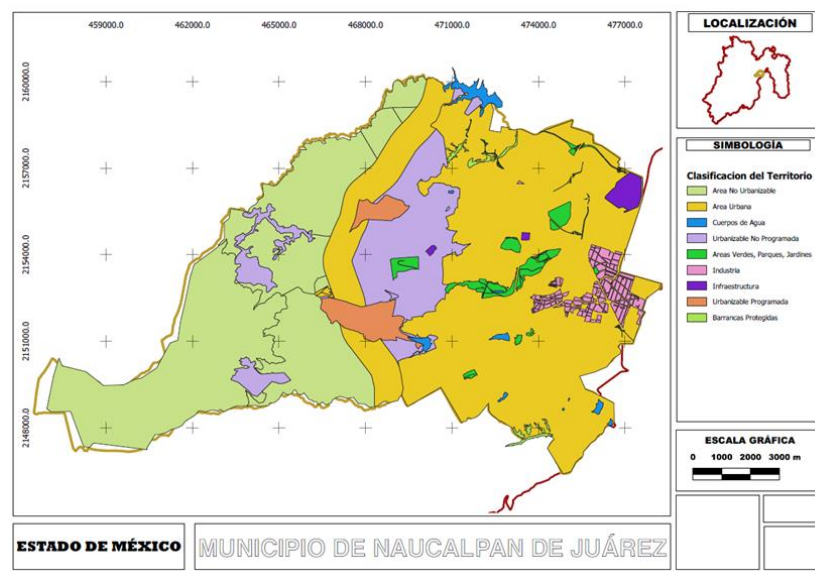 459000.0 462000.0 465000.0 468000.0 471000.0 474000.0 477000.0
2160000.0
2157000.0
2154000.0
2151000.0
2148000.0
LOCALIZACIÓN
SIMBOLOGÍA
Clasificacion del Territorio
Area No Urbanizable
Area Urbana
Cuerpos de Agua
Urbanizable No Programada
Areas Verdes, Parques, Jardines
Industria
Infraestructura
Urbanizable Programada
Barrancas Protegidas
ESCALA GRÁFICA
0 1000 2000 3000 m
ESTADO DE MÉXICO
MUNICIPIO DE NAUCALPAN DE JUÁREZ